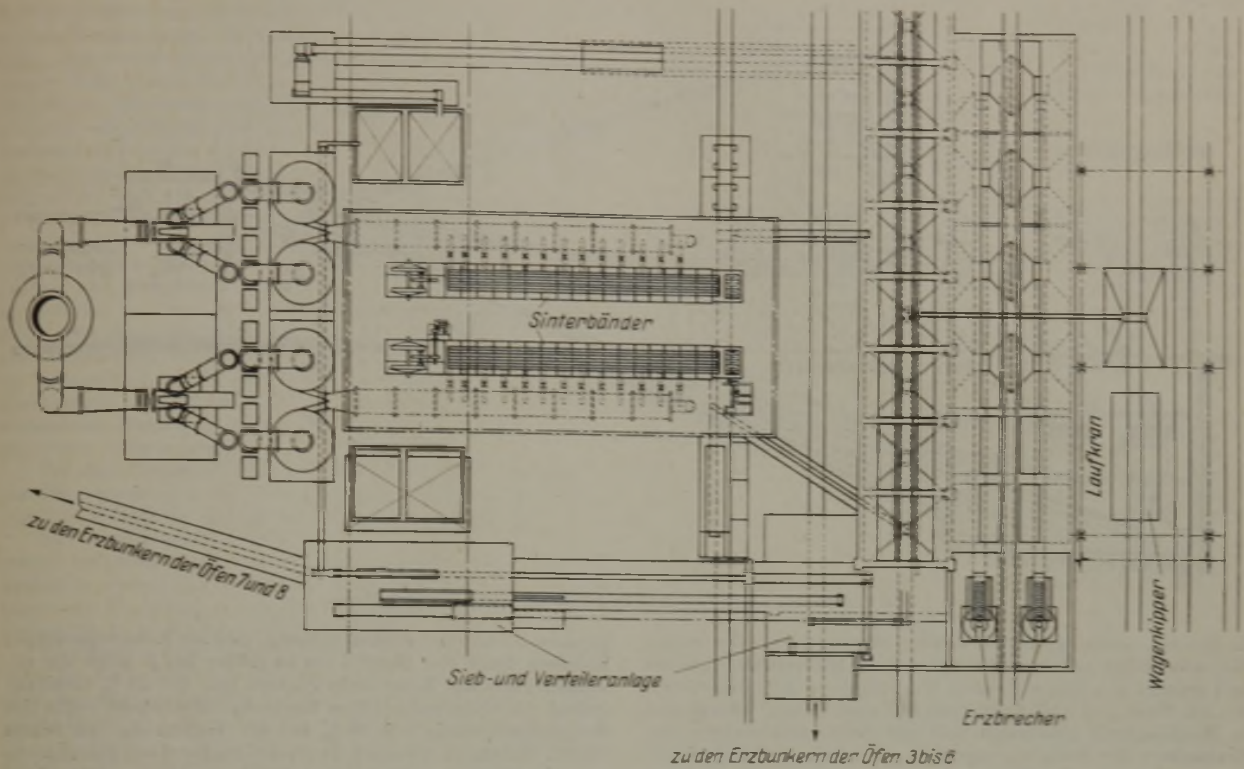 Sinterbänder
Laufkran
Wagenkipper
zu den Erzbunkern der Öfen 7 und 8
Sieb-und Verteileranlage
Erzbrecher
zu den Erzbunkern der Öfen 3 bis 6